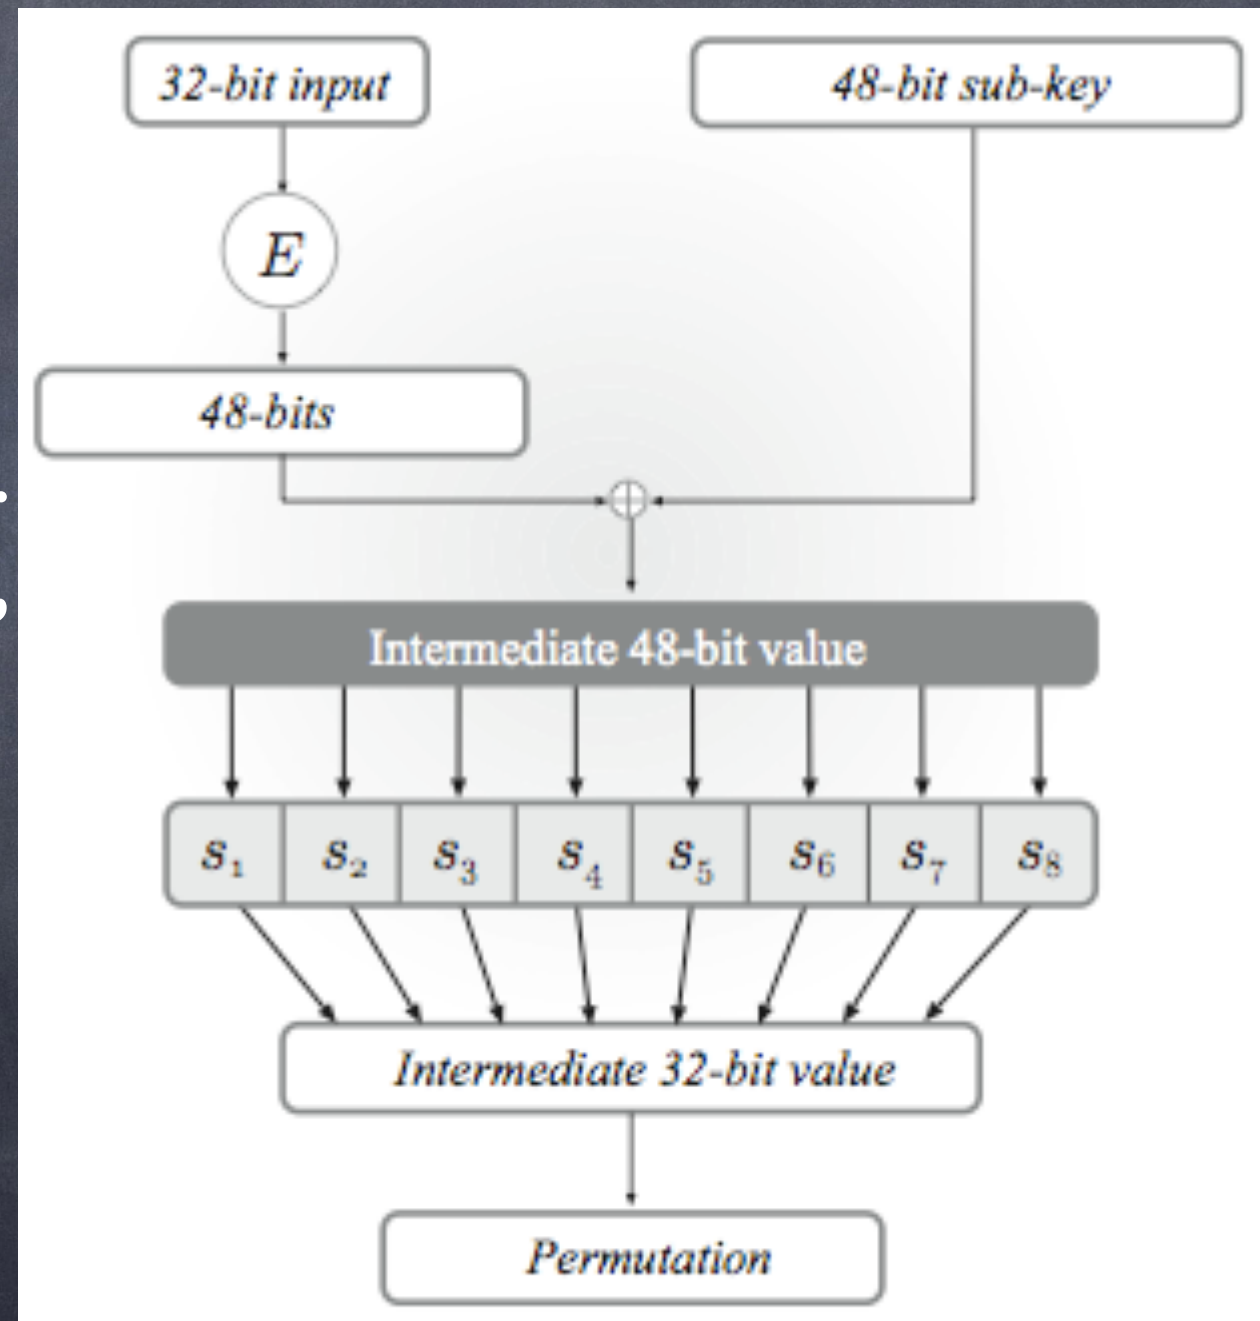 32-bit input
48-bit sub-key
E
48-bits
Intermediate 48-bit value
s₁ s₂ s₃ s₄ s₅ s₆ s₇ s₈
Intermediate 32-bit value
Permutation